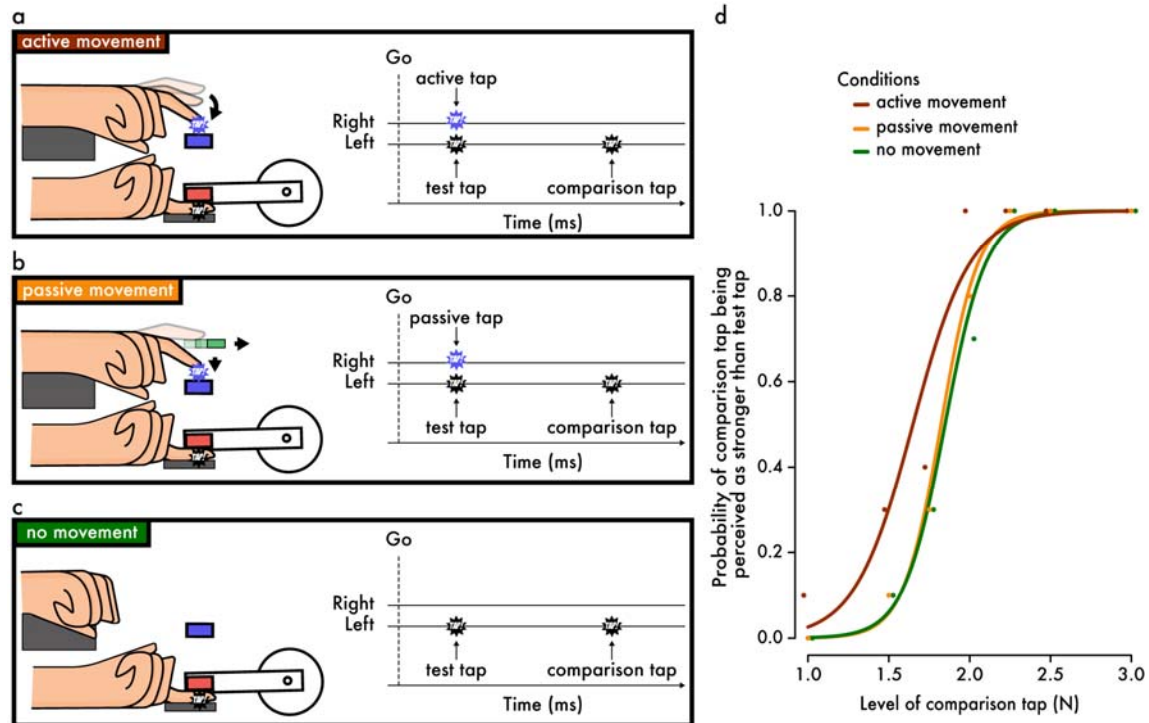 a
active movement
Go
active tap
Right
Left
test tap
comparison tap
Time (ms)
b
passive movement
Go
passive tap
Right
Left
test tap
comparison tap
Time (ms)
c
no movement
Go
Right
Left
test tap
comparison tap
Time (ms)
d
Conditions
active movement
passive movement
no movement
Probability of comparison tap being
perceived as stronger than test tap
1.0
0.8
0.6
0.4
0.2
0.0
1.0
1.5
2.0
2.5
3.0
Level of comparison tap (N)